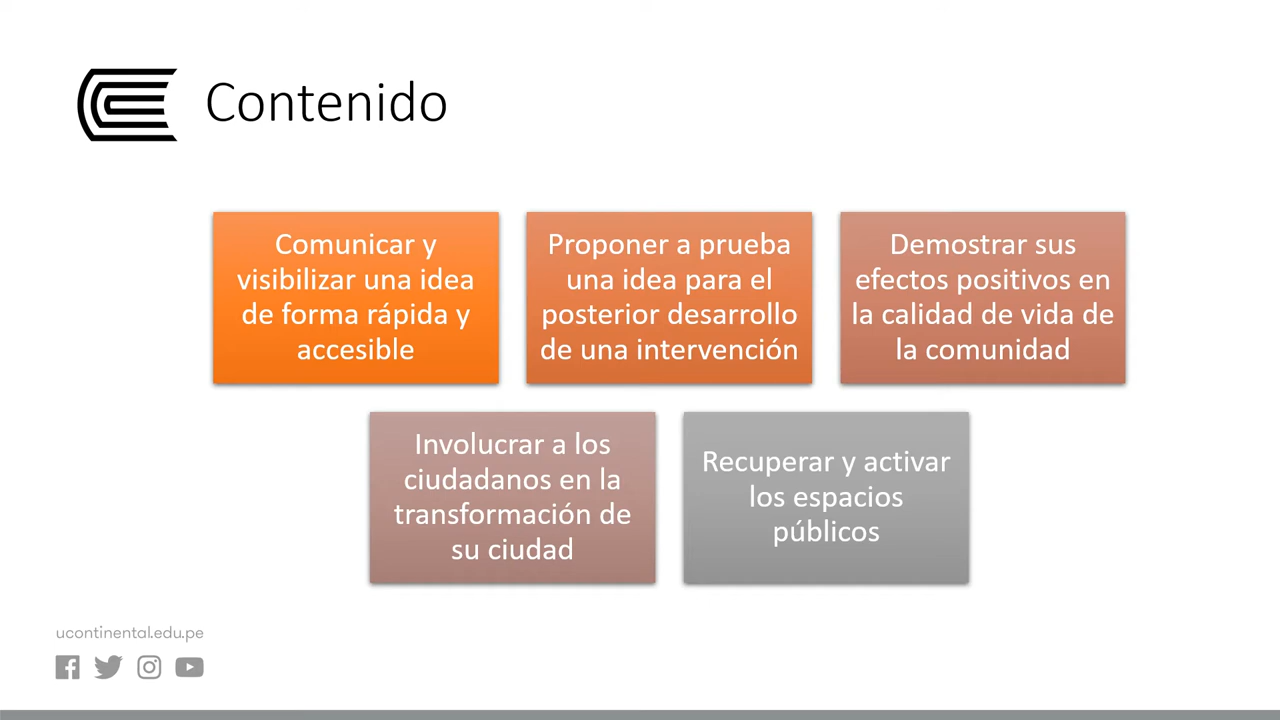 Contenido
Comunicar y
visibilizar una idea
de forma rápida y
accesible
Proponer a prueba
una idea para el
posterior desarrollo
de una intervención
Demostrar sus
efectos positivos en
la calidad de vida de
la comunidad
Involucrar a los
ciudadanos en la
transformación de
su ciudad
Recuperar y activar
los espacios
públicos
ucontinental.edu.pe